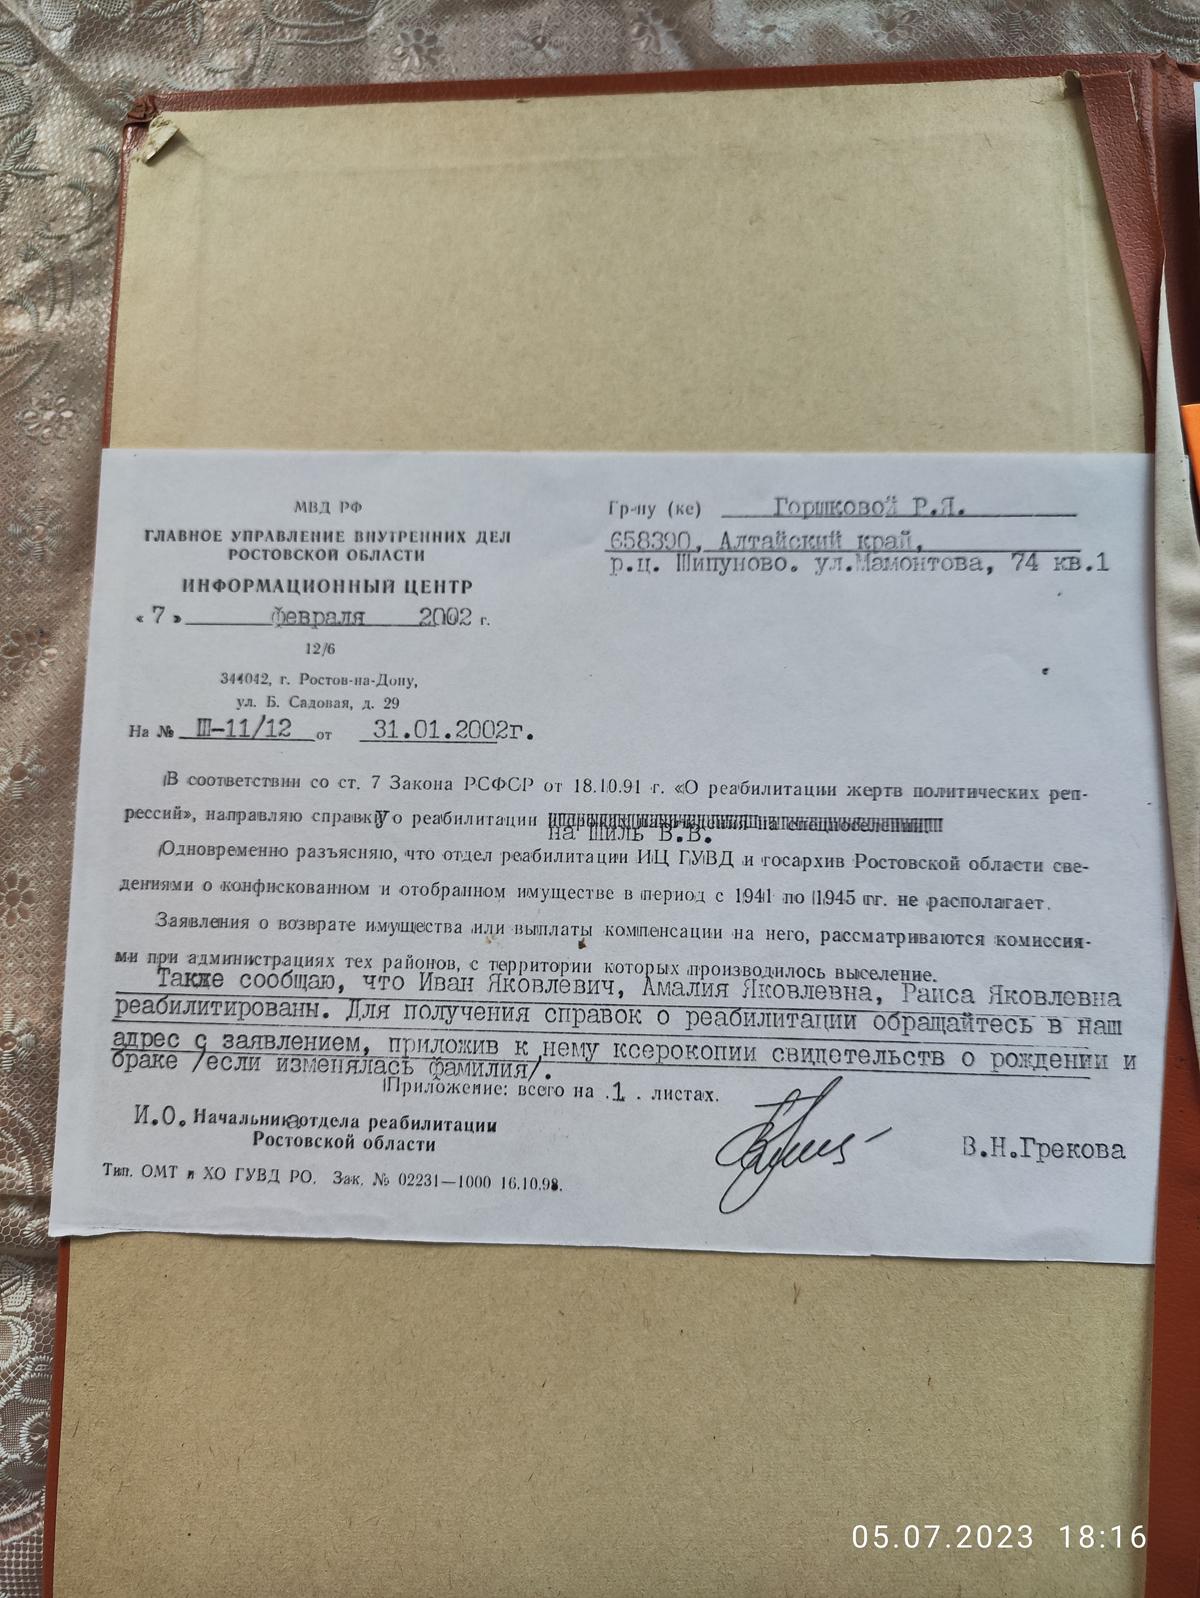 МВД РФ
ГЛАВНОЕ УПРАВЛЕНИЕ ВНУТРЕННИХ ДЕЛ
РОСТОВСКОЙ ОБЛАСТИ
ИНФОРМАЦИОННЫЙ ЦЕНТР
«7» февраля 2002 г.
12/6
344042, г. Ростов-на-Дону,
ул. Б. Садовая, д. 29
На № Ш-11/12 от 31.01.2002г.
Гр-ну (ке) Горшковой Р.Я.
658390, Алтайский край,
р.ц. Шипуново. ул.Мамонтова, 74 кв.1
В соответствии со ст. 7 Закона РСФСР от 18.10.91 г. «О реабилитации жертв политических реп-
рессий», направляю справку о реабилитации
на Шиль В.В.
Одновременно разъясняю, что отдел реабилитации ИЦ ГУВД и госархив Ростовской области све-
дениями о конфискованном и отобранном имуществе в период с 1941 по 1945 гг. не располагает.
Заявления о возврате имущества или выплаты компенсации на него, рассматриваются комиссия-
ми при администрациях тех районов, с территории которых производилось выселение.
Также сообщаю, что Иван Яковлевич, Амалия Яковлевна, Раиса Яковлевна
реабилитированы. Для получения справок о реабилитации обращайтесь в наш
адрес с заявлением, приложив к нему ксерокопии свидетельств о рождении и
браке /если изменялась фамилия/.
Приложение: всего на 1. листах.
И.О. Начальника отдела реабилитации
Ростовской области
В.Н.Грекова
Тип. ОМТ и ХО ГУВД РО. Зак. № 02231—1000 16.10.98.
05.07.2023 18:16